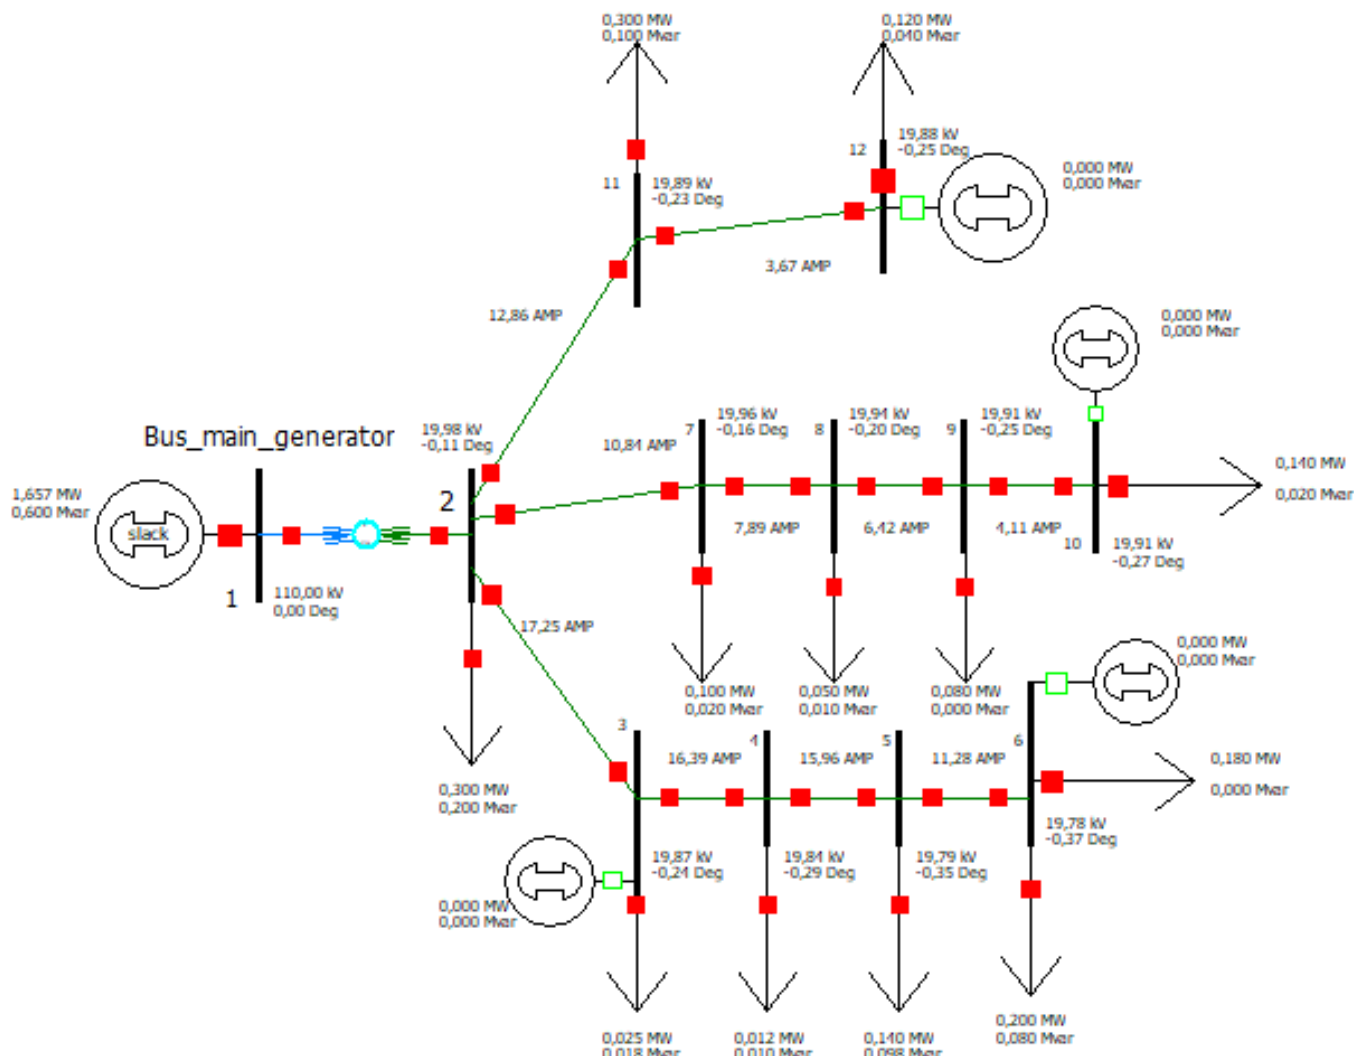 0,300 MW
0,100 Mvar
0,120 MW
0,040 Mvar
19,88 kV
-0,25 Deg
12
0,000 MW
0,000 Mvar
11
19,89 kV
-0,23 Deg
3,67 AMP
12,86 AMP
0,000 MW
0,000 Mvar
Bus_main_generator
19,98 kV
-0,11 Deg
10,84 AMP
7
19,96 kV
-0,16 Deg
8
19,94 kV
-0,20 Deg
9
19,91 kV
-0,25 Deg
0,140 MW
0,020 Mvar
1,657 MW
0,600 Mvar
slack
2
7,89 AMP
6,42 AMP
4,11 AMP
10
19,91 kV
-0,27 Deg
1
110,00 kV
0,00 Deg
17,25 AMP
0,100 MW
0,020 Mvar
0,050 MW
0,010 Mvar
0,080 MW
0,000 Mvar
0,000 MW
0,000 Mvar
3
4
5
6
16,39 AMP
15,96 AMP
11,28 AMP
0,180 MW
0,000 Mvar
0,300 MW
0,200 Mvar
19,87 kV
-0,24 Deg
19,84 kV
-0,29 Deg
19,79 kV
-0,35 Deg
19,78 kV
-0,37 Deg
0,000 MW
0,000 Mvar
0,025 MW
0,018 Mvar
0,012 MW
0,010 Mvar
0,140 MW
0,098 Mvar
0,200 MW
0,080 Mvar